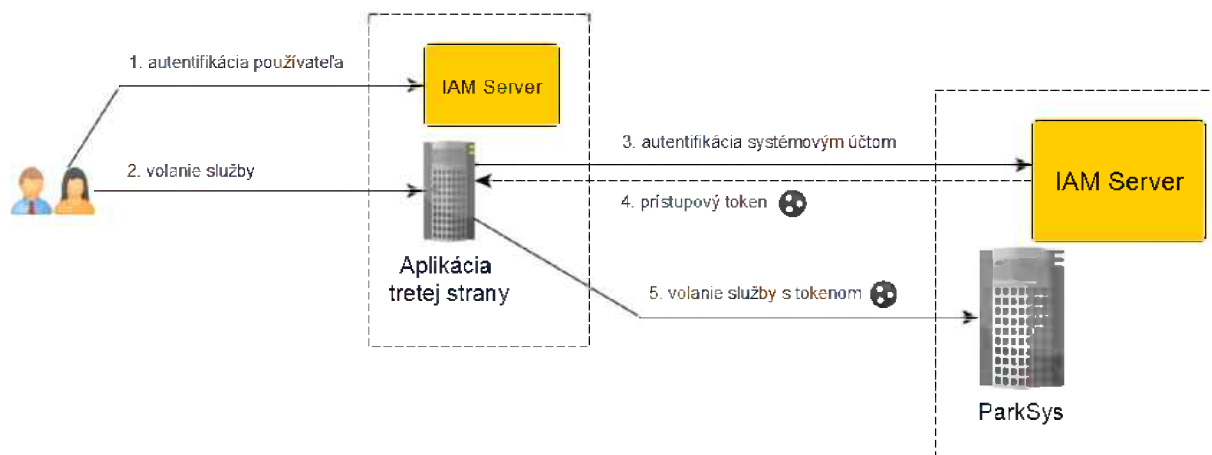 1. autentifikácia používateľa
IAM Server
2. volanie služby
3. autentifikácia systémovým účtom
IAM Server
4. prístupový token
Aplikácia
tretej strany
5. volanie služby s tokenom
ParkSys